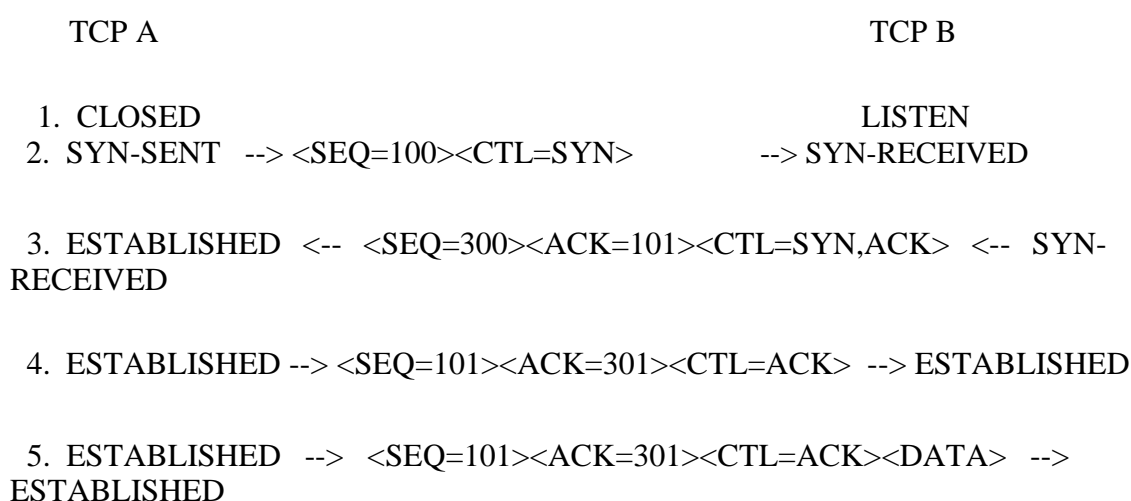 TCP A TCP B
1. CLOSED LISTEN
2. SYN-SENT --> <SEQ=100><CTL=SYN> --> SYN-RECEIVED
3. ESTABLISHED <-- <SEQ=300><ACK=101><CTL=SYN,ACK> <-- SYN-
RECEIVED
4. ESTABLISHED --> <SEQ=101><ACK=301><CTL=ACK> --> ESTABLISHED
5. ESTABLISHED --> <SEQ=101><ACK=301><CTL=ACK><DATA> -->
ESTABLISHED